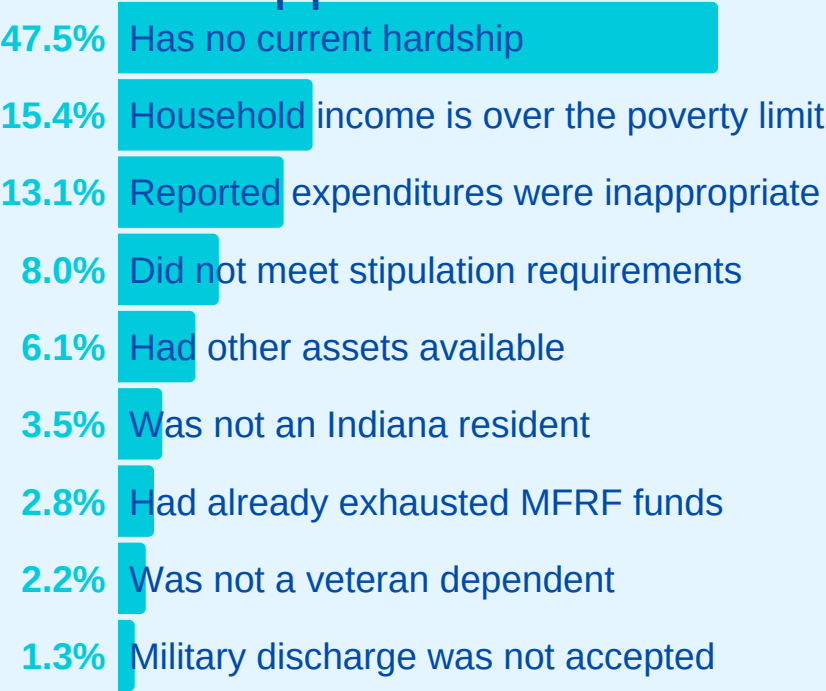 47.5% Has no current hardship
15.4% Household income is over the poverty limit
13.1% Reported expenditures were inappropriate
8.0% Did not meet stipulation requirements
6.1% Had other assets available
3.5% Was not an Indiana resident
2.8% Had already exhausted MFRF funds
2.2% Was not a veteran dependent
1.3% Military discharge was not accepted